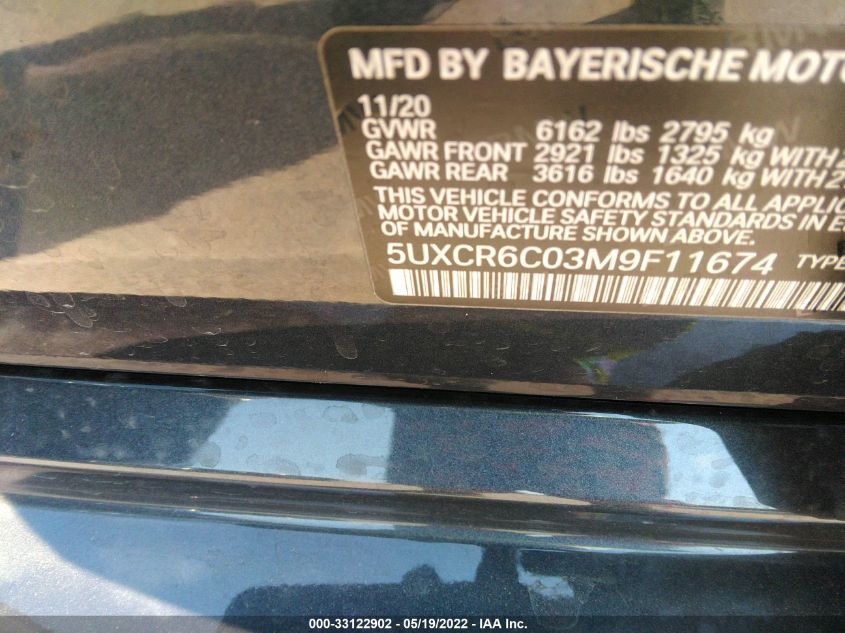 MFD BY BAYERISCHE MOTO
11/20
GVWR 6162 lbs 2795 kg
GAWR FRONT 2921 lbs 1325 kg WITH 2
GAWR REAR 3616 lbs 1640 kg WITH 2
THIS VEHICLE CONFORMS TO ALL APPLIC
MOTOR VEHICLE SAFETY STANDARDS IN E
OF MANUFACTURE SHOWN ABOVE.
5UXCR6C03M9F11674 TYPE
000-33122902 - 05/19/2022 - IAA Inc.